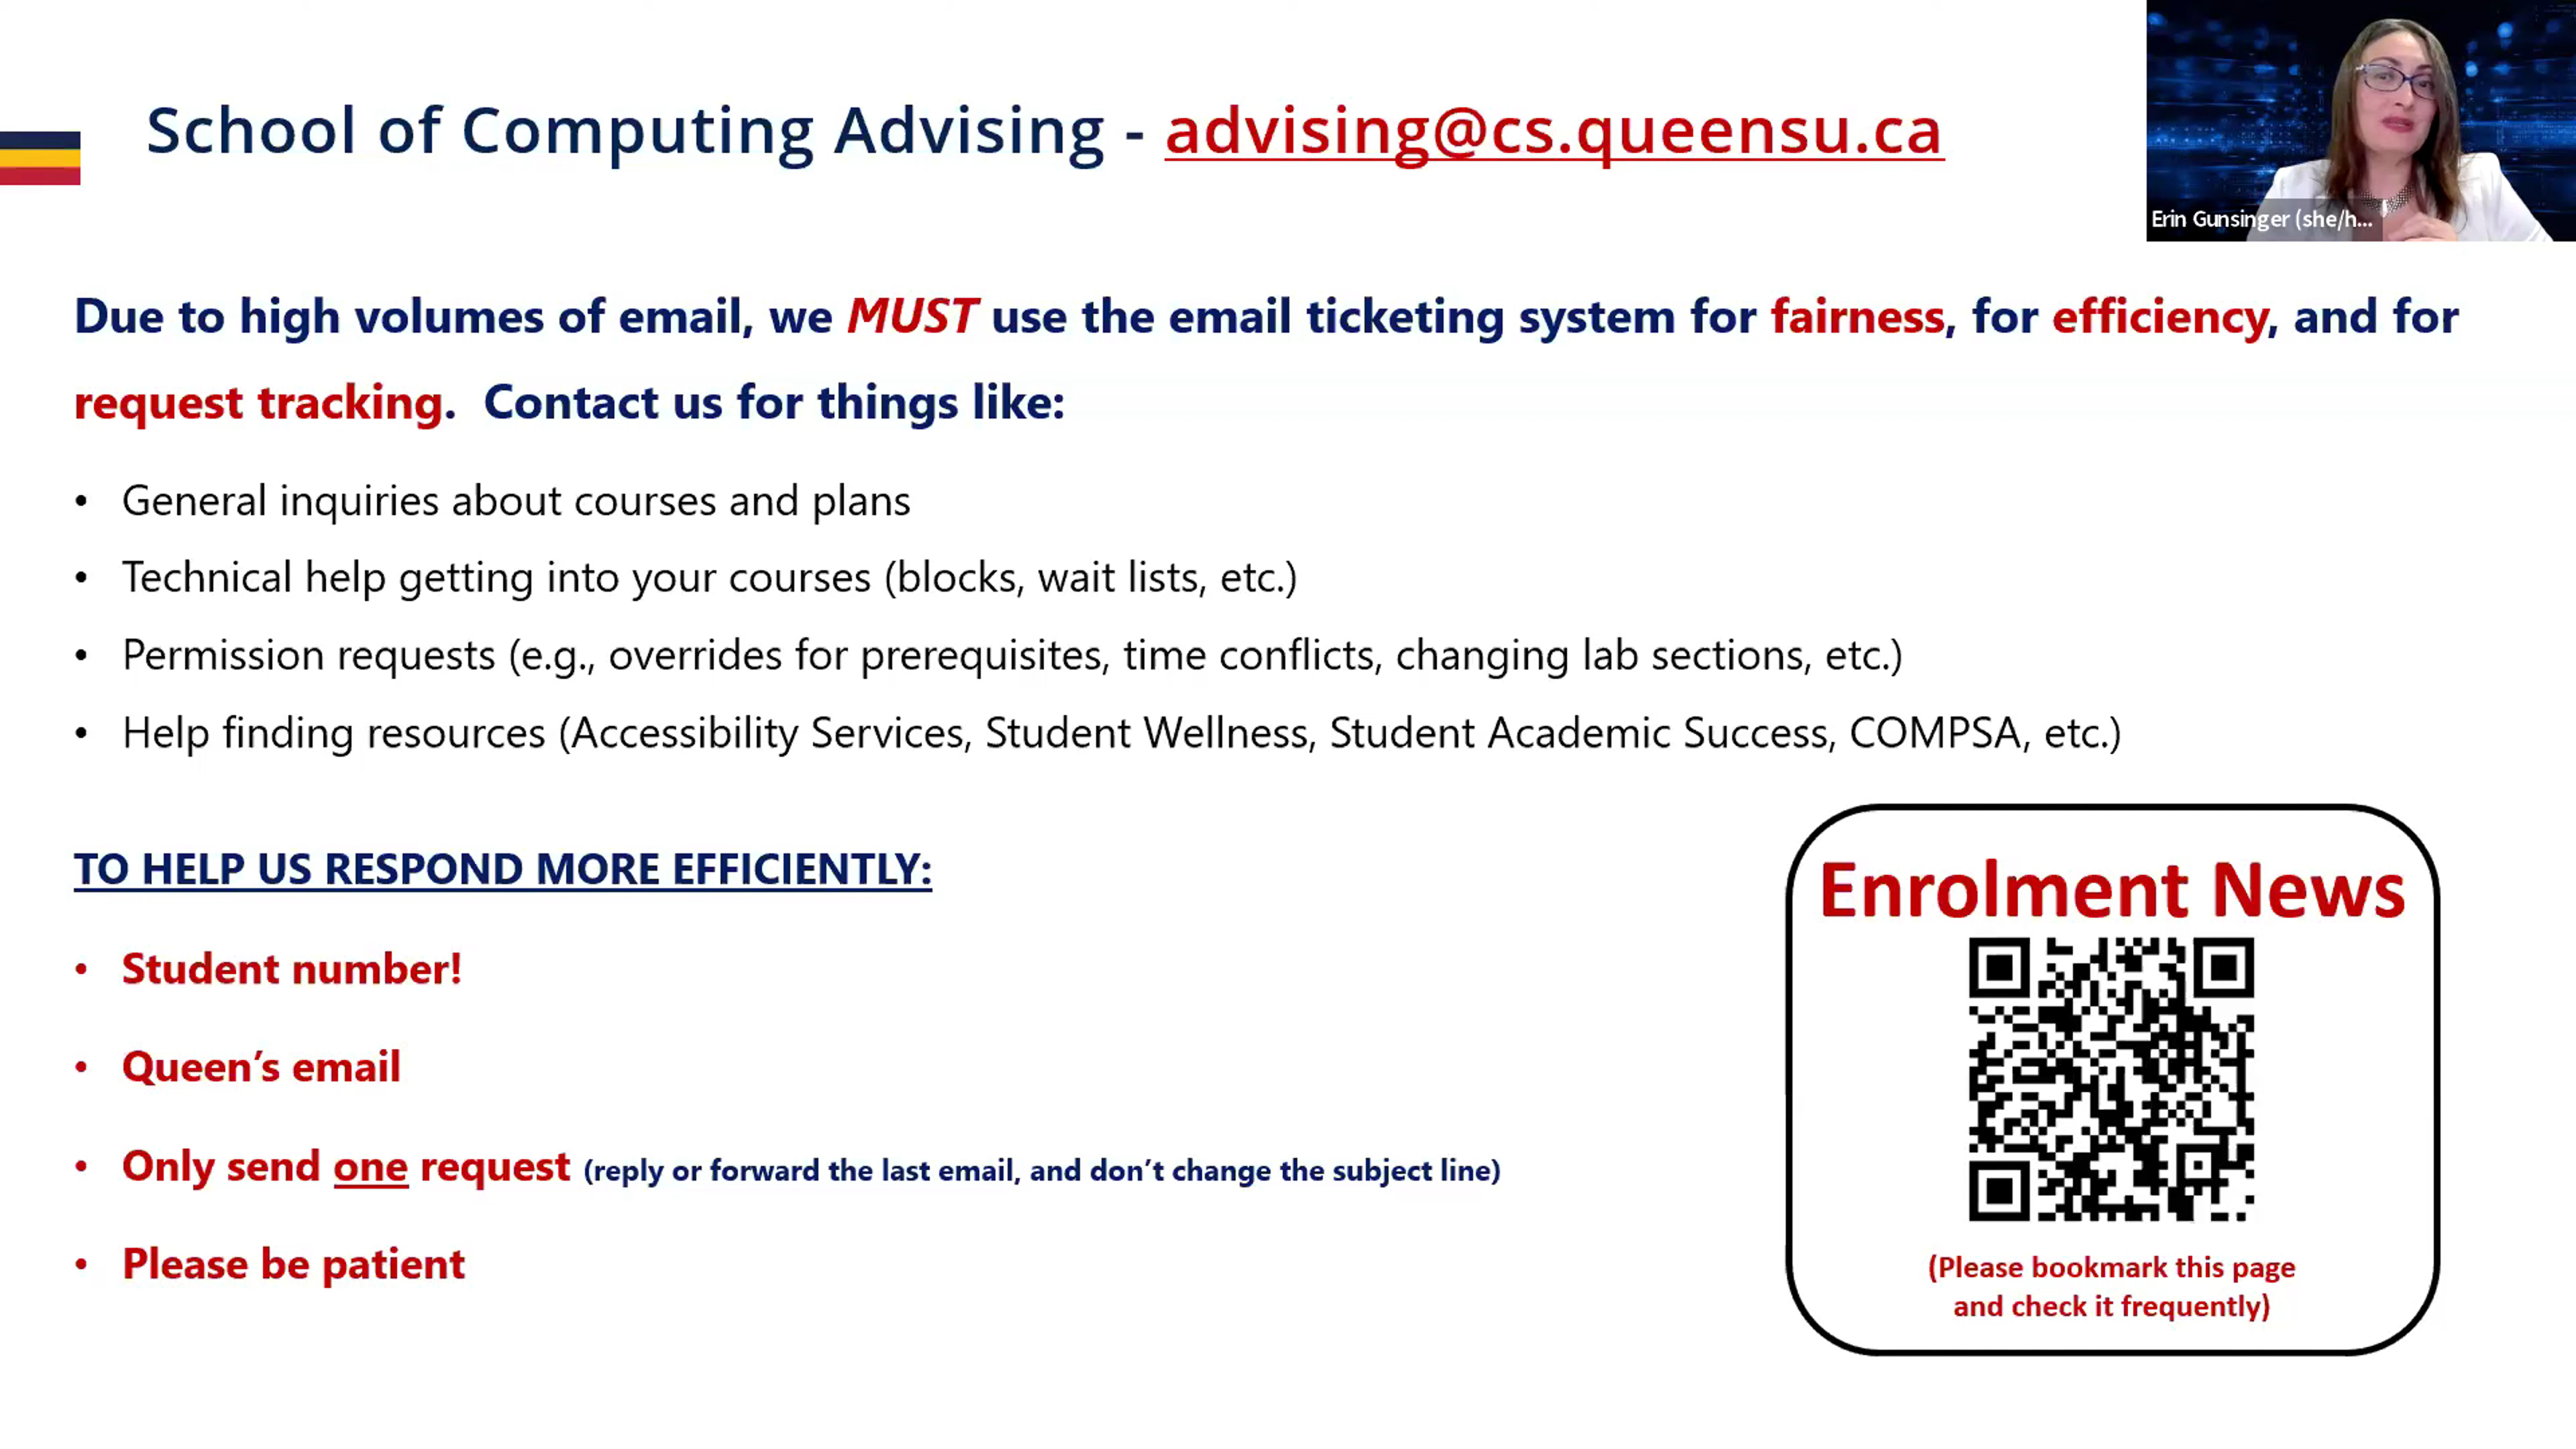 School of Computing Advising - advising@cs.queensu.ca
Erin Gunsinger (she/h...
Due to high volumes of email, we MUST use the email ticketing system for fairness, for efficiency, and for
request tracking.  Contact us for things like:
• General inquiries about courses and plans
• Technical help getting into your courses (blocks, wait lists, etc.)
• Permission requests (e.g., overrides for prerequisites, time conflicts, changing lab sections, etc.)
• Help finding resources (Accessibility Services, Student Wellness, Student Academic Success, COMPSA, etc.)
TO HELP US RESPOND MORE EFFICIENTLY:
• Student number!
• Queen’s email
• Only send one request (reply or forward the last email, and don’t change the subject line)
• Please be patient
Enrolment News
(Please bookmark this page
and check it frequently)